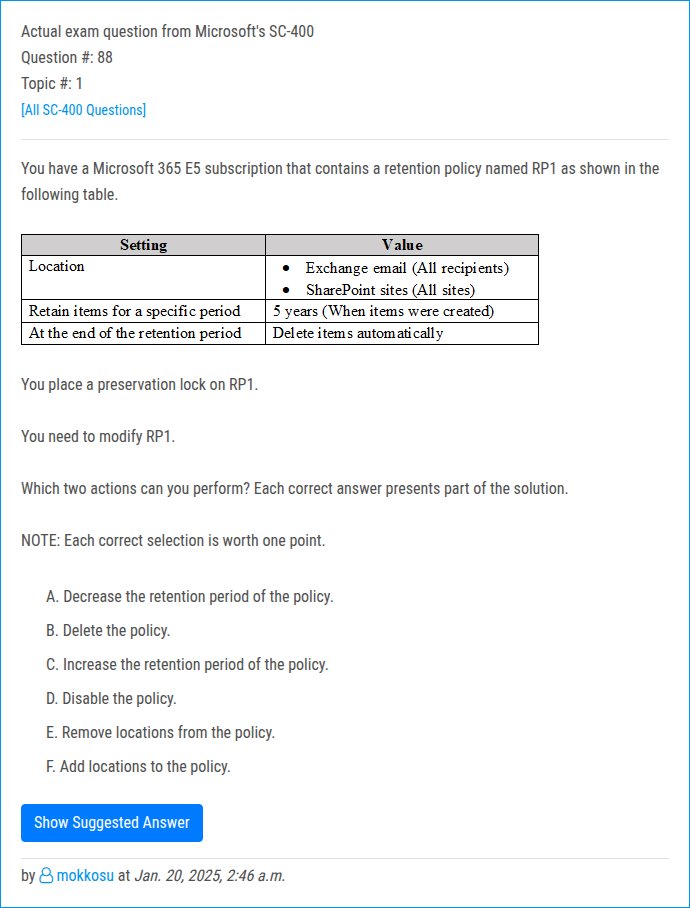 Actual exam question from Microsoft's SC-400
Question #: 88
Topic #: 1
[All SC-400 Questions]
You have a Microsoft 365 E5 subscription that contains a retention policy named RP1 as shown in the
following table.
Setting Value
Location • Exchange email (All recipients)
• SharePoint sites (All sites)
Retain items for a specific period 5 years (When items were created)
At the end of the retention period Delete items automatically
You place a preservation lock on RP1.
You need to modify RP1.
Which two actions can you perform? Each correct answer presents part of the solution.
NOTE: Each correct selection is worth one point.
A. Decrease the retention period of the policy.
B. Delete the policy.
C. Increase the retention period of the policy.
D. Disable the policy.
E. Remove locations from the policy.
F. Add locations to the policy.
Show Suggested Answer
by mokkosu at Jan. 20, 2025, 2:46 a.m.